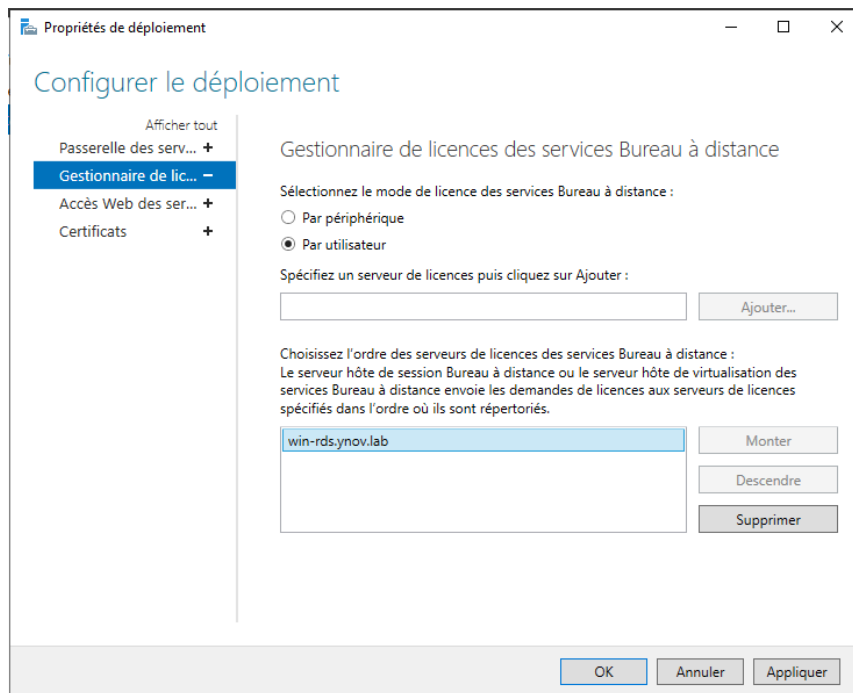 Propriétés de déploiement
Configurer le déploiement
Afficher tout
Passerelle des serv... +
Gestionnaire de lic... −
Accès Web des ser... +
Certificats +
Gestionnaire de licences des services Bureau à distance
Sélectionnez le mode de licence des services Bureau à distance :
Par périphérique
Par utilisateur
Spécifiez un serveur de licences puis cliquez sur Ajouter :
Ajouter...
Choisissez l'ordre des serveurs de licences des services Bureau à distance :
Le serveur hôte de session Bureau à distance ou le serveur hôte de virtualisation des
services Bureau à distance envoie les demandes de licences aux serveurs de licences
spécifiés dans l'ordre où ils sont répertoriés.
win-rds.ynov.lab
Monter
Descendre
Supprimer
OK
Annuler
Appliquer